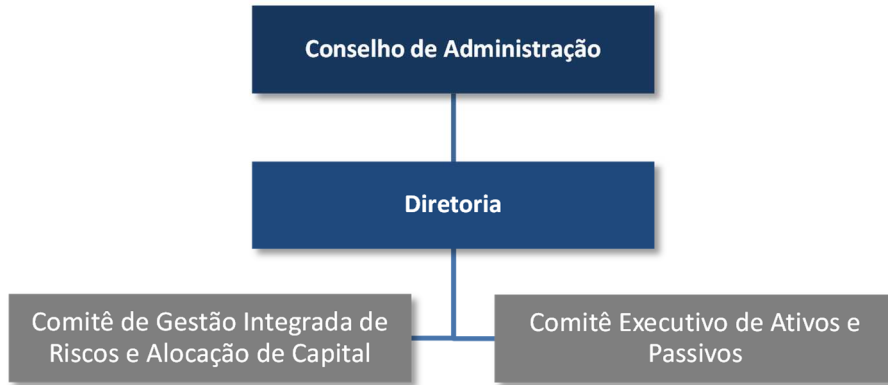 Conselho de Administração
Diretoria
Comitê de Gestão Integrada de
Riscos e Alocação de Capital
Comitê Executivo de Ativos e
Passivos